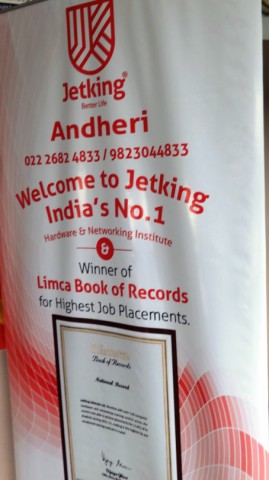 Jetking®
Better Life
Andheri
022 2682 4833 / 9823044833
Welcome to Jetking
India's No.1
Hardware & Networking Institute
&
Winner of
Limca Book of Records
for Highest Job Placements.
Book of Records
National Record